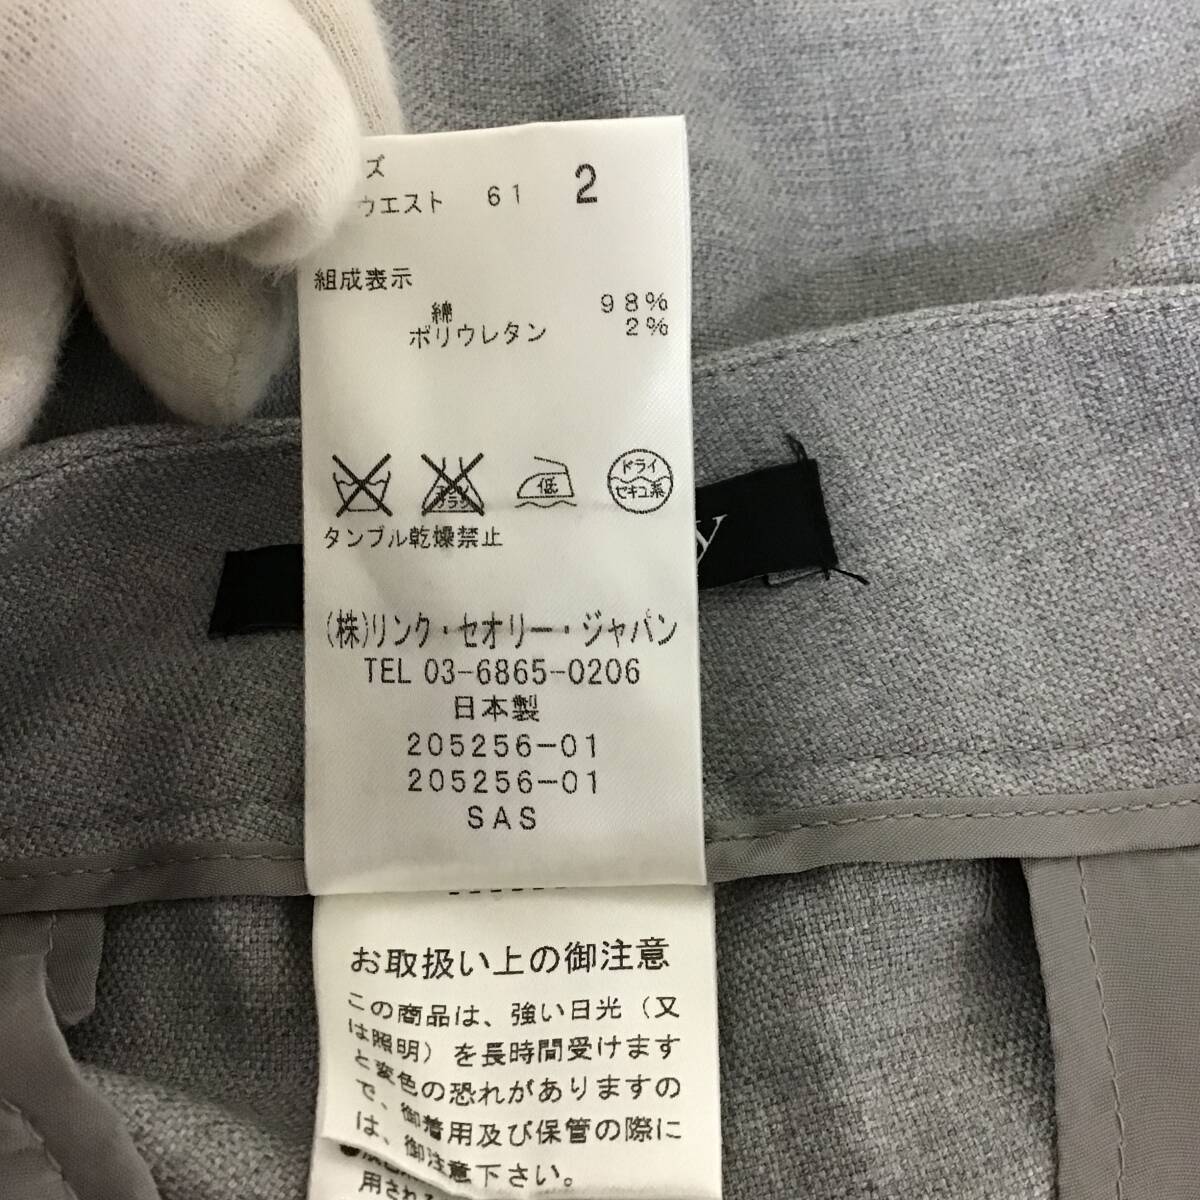 ズ
ウエスト 61 2
組成表示
綿 98%
ポリウレタン 2%
低
ドライ
セキユ系
タンブル乾燥禁止
(株)リンク・セオリー・ジャパン
TEL 03-6865-0206
日本製
205256-01
205256-01
SAS
y
お取扱い上の御注意
この商品は、強い日光(又
は照明)を長時間受けます
と変色の恐れがありますの
で、御着用及び保管の際に
は、御注意下さい。
用される